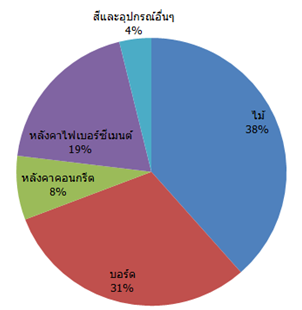 สีและอุปกรณ์อื่นๆ
4%
ไม้
38%
หลังคาไฟเบอร์ซีเมนต์
19%
หลังคาคอนกรีต
8%
บอร์ด
31%